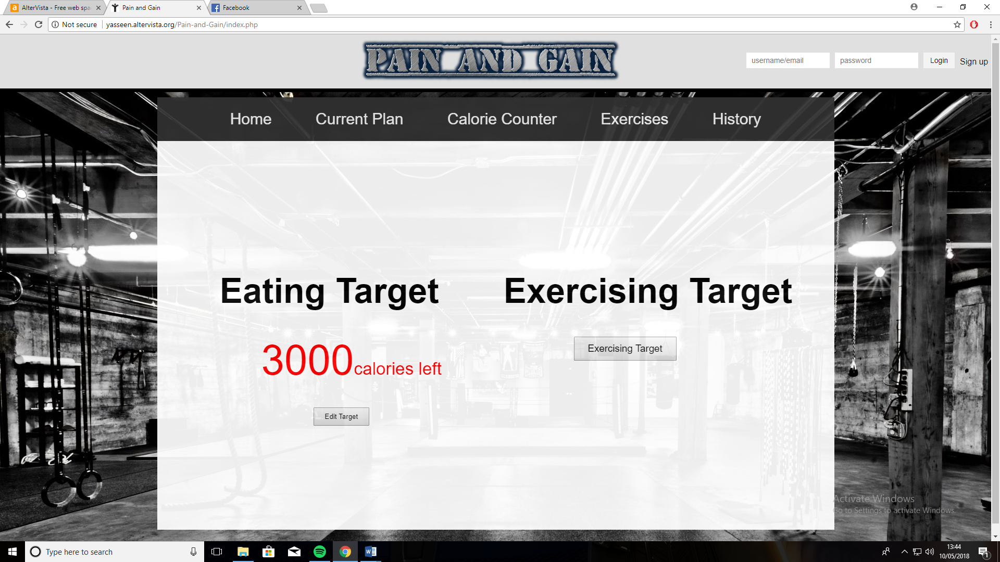 AlterVista - Free web spa
Pain and Gain
Facebook
Not secure
yasseen.altervista.org/Pain-and-Gain/index.php
PAIN AND GAIN
username/email
password
Login
Sign up
Home
Current Plan
Calorie Counter
Exercises
History
Eating Target
Exercising Target
3000 calories left
Exercising Target
Edit Target
Activate Windows
Go to Settings to activate Windows.
Type here to search
13:44
10/05/2018
1